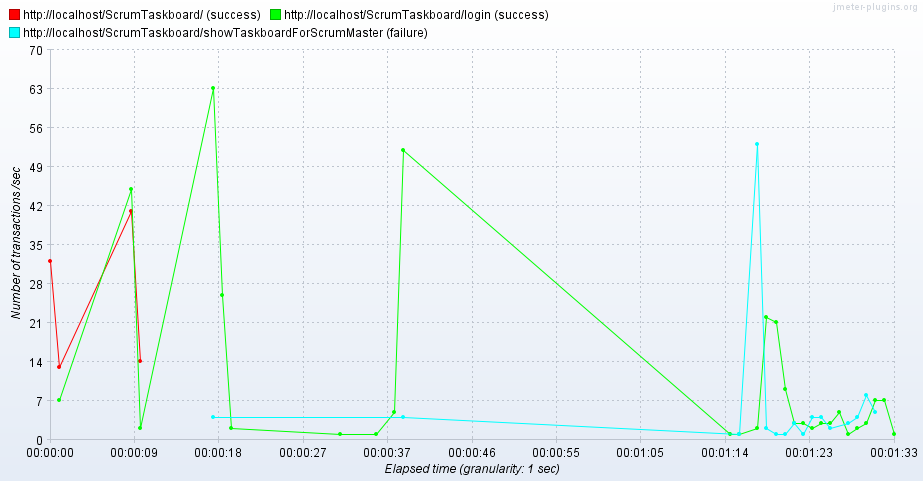 jmeter-plugins.org
http://localhost/ScrumTaskboard/ (success) http://localhost/ScrumTaskboard/login (success)
http://localhost/ScrumTaskboard/showTaskboardForScrumMaster (failure)
70
63
56
49
42
35
28
21
14
7
0
Number of transactions /sec
00:00:00 00:00:09 00:00:18 00:00:27 00:00:37 00:00:46 00:00:55 00:01:05 00:01:14 00:01:23 00:01:33
Elapsed time (granularity: 1 sec)